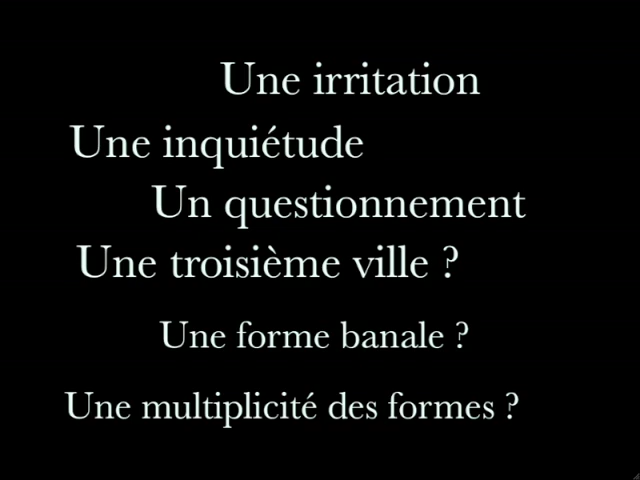 Une irritation
Une inquiétude
Un questionnement
Une troisième ville ?
Une forme banale ?
Une multiplicité des formes ?